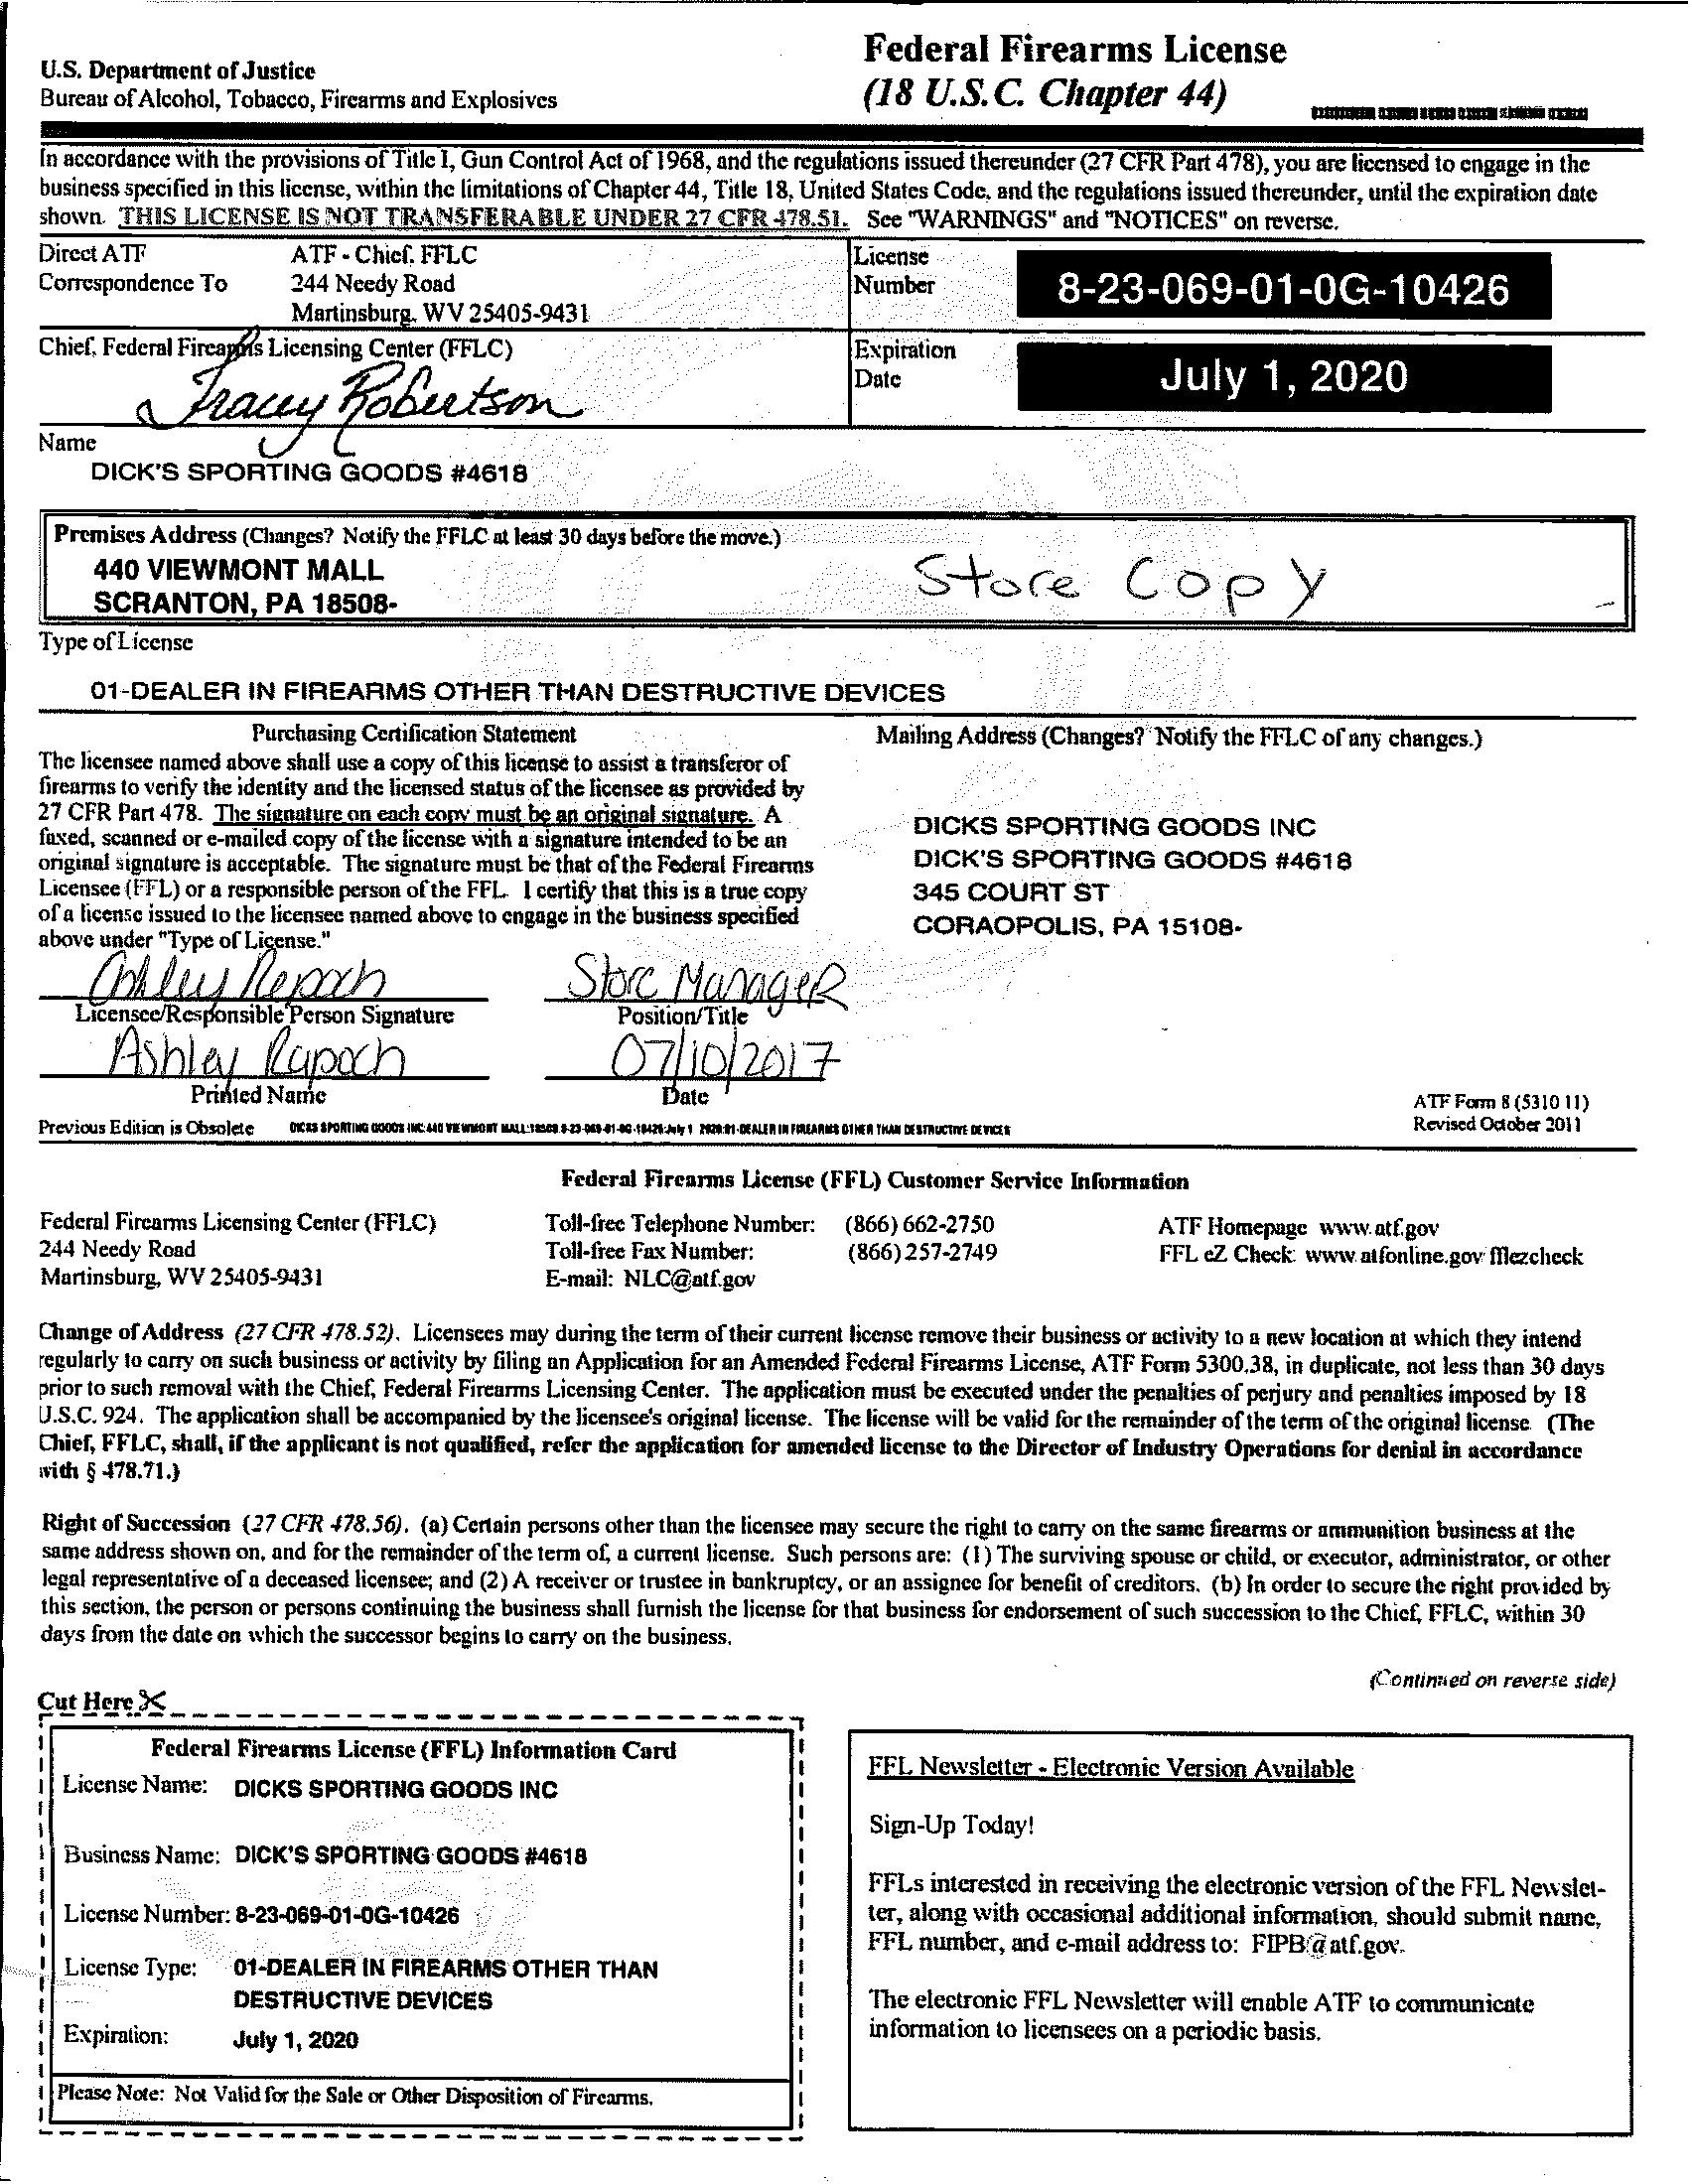 U.S. Department of Justice
Bureau of Alcohol, Tobacco, Firearms and Explosives
Federal Firearms License
(18 U.S.C. Chapter 44)
In accordance with the provisions of Title I, Gun Control Act of 1968, and the regulations issued thereunder (27 CFR Part 478), you are licensed to engage in the
business specified in this license, within the limitations of Chapter 44, Title 18, United States Code, and the regulations issued thereunder, until the expiration date
shown. THIS LICENSE IS NOT TRANSFERABLE UNDER 27 CFR 478.51. See "WARNINGS" and "NOTICES" on reverse.
Direct ATF
Correspondence To
ATF - Chief, FFLC
244 Needy Road
Martinsburg, WV 25405-9431
License
Number
8-23-069-01-0G-10426
Chief, Federal Firearms Licensing Center (FFLC)
Tracey Robertson
Expiration
Date
July 1, 2020
Name
DICK'S SPORTING GOODS #4618
Premises Address (Changes? Notify the FFLC at least 30 days before the move.)
440 VIEWMONT MALL
SCRANTON, PA 18508-
Store Copy
Type of License
01-DEALER IN FIREARMS OTHER THAN DESTRUCTIVE DEVICES
Purchasing Certification Statement
The licensee named above shall use a copy of this license to assist a transferor of
firearms to verify the identity and the licensed status of the licensee as provided by
27 CFR Part 478. The signature on each copy must be an original signature. A
faxed, scanned or e-mailed copy of the license with a signature intended to be an
original signature is acceptable. The signature must be that of the Federal Firearms
Licensee (FFL) or a responsible person of the FFL. I certify that this is a true copy
of a license issued to the licensee named above to engage in the business specified
above under "Type of License."
Mailing Address (Changes? Notify the FFLC of any changes.)
DICKS SPORTING GOODS INC
DICK'S SPORTING GOODS #4618
345 COURT ST
CORAOPOLIS, PA 15108-
Ashley Repoch
Licensee/Responsible Person Signature
Store Manager
Position/Title
Ashley Rapoch
Printed Name
07/10/2017
Date
ATF Form 8 (5310 11)
Revised October 2011
Previous Edition is Obsolete
DICKS SPORTING GOODS INC:440 VIEWMONT MALL:18508:8-23-069-01-0G-10426:July 1 2020:01-DEALER IN FIREARMS OTHER THAN DESTRUCTIVE DEVICES
Federal Firearms License (FFL) Customer Service Information
Federal Firearms Licensing Center (FFLC)
244 Needy Road
Martinsburg, WV 25405-9431
Toll-free Telephone Number: (866) 662-2750
Toll-free Fax Number: (866) 257-2749
E-mail: NLC@atf.gov
ATF Homepage www.atf.gov
FFL eZ Check: www.atfonline.gov fflezcheck
Change of Address (27 CFR 478.52). Licensees may during the term of their current license remove their business or activity to a new location at which they intend
regularly to carry on such business or activity by filing an Application for an Amended Federal Firearms License, ATF Form 5300.38, in duplicate, not less than 30 days
prior to such removal with the Chief, Federal Firearms Licensing Center. The application must be executed under the penalties of perjury and penalties imposed by 18
U.S.C. 924. The application shall be accompanied by the licensee's original license. The license will be valid for the remainder of the term of the original license. (The
Chief, FFLC, shall, if the applicant is not qualified, refer the application for amended license to the Director of Industry Operations for denial in accordance
with § 478.71.)
Right of Succession (27 CFR 478.56). (a) Certain persons other than the licensee may secure the right to carry on the same firearms or ammunition business at the
same address shown on, and for the remainder of the term of, a current license. Such persons are: (1) The surviving spouse or child, or executor, administrator, or other
legal representative of a deceased licensee; and (2) A receiver or trustee in bankruptcy, or an assignee for benefit of creditors. (b) In order to secure the right provided by
this section, the person or persons continuing the business shall furnish the license for that business for endorsement of such succession to the Chief, FFLC, within 30
days from the date on which the successor begins to carry on the business.
(Continued on reverse side)
Cut Here
Federal Firearms License (FFL) Information Card
License Name: DICKS SPORTING GOODS INC
Business Name: DICK'S SPORTING GOODS #4618
License Number: 8-23-069-01-0G-10426
License Type: 01-DEALER IN FIREARMS OTHER THAN
DESTRUCTIVE DEVICES
Expiration: July 1, 2020
Please Note: Not Valid for the Sale or Other Disposition of Firearms.
FFL Newsletter - Electronic Version Available
Sign-Up Today!
FFLs interested in receiving the electronic version of the FFL Newslet-
ter, along with occasional additional information, should submit name,
FFL number, and e-mail address to: FIPB@atf.gov.
The electronic FFL Newsletter will enable ATF to communicate
information to licensees on a periodic basis.